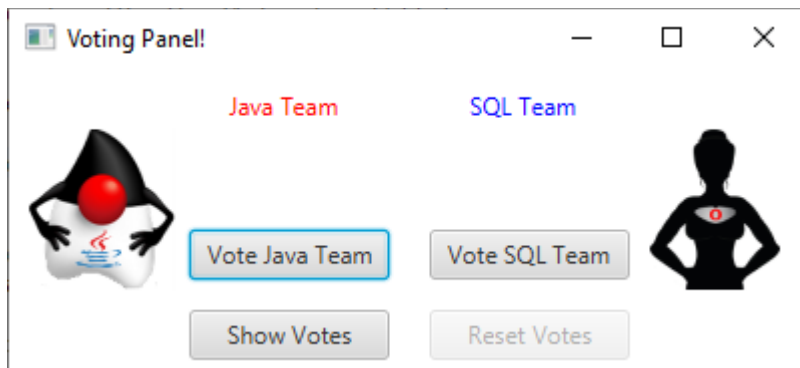 Voting Panel!
Java Team SQL Team
Vote Java Team Vote SQL Team
Show Votes Reset Votes
O